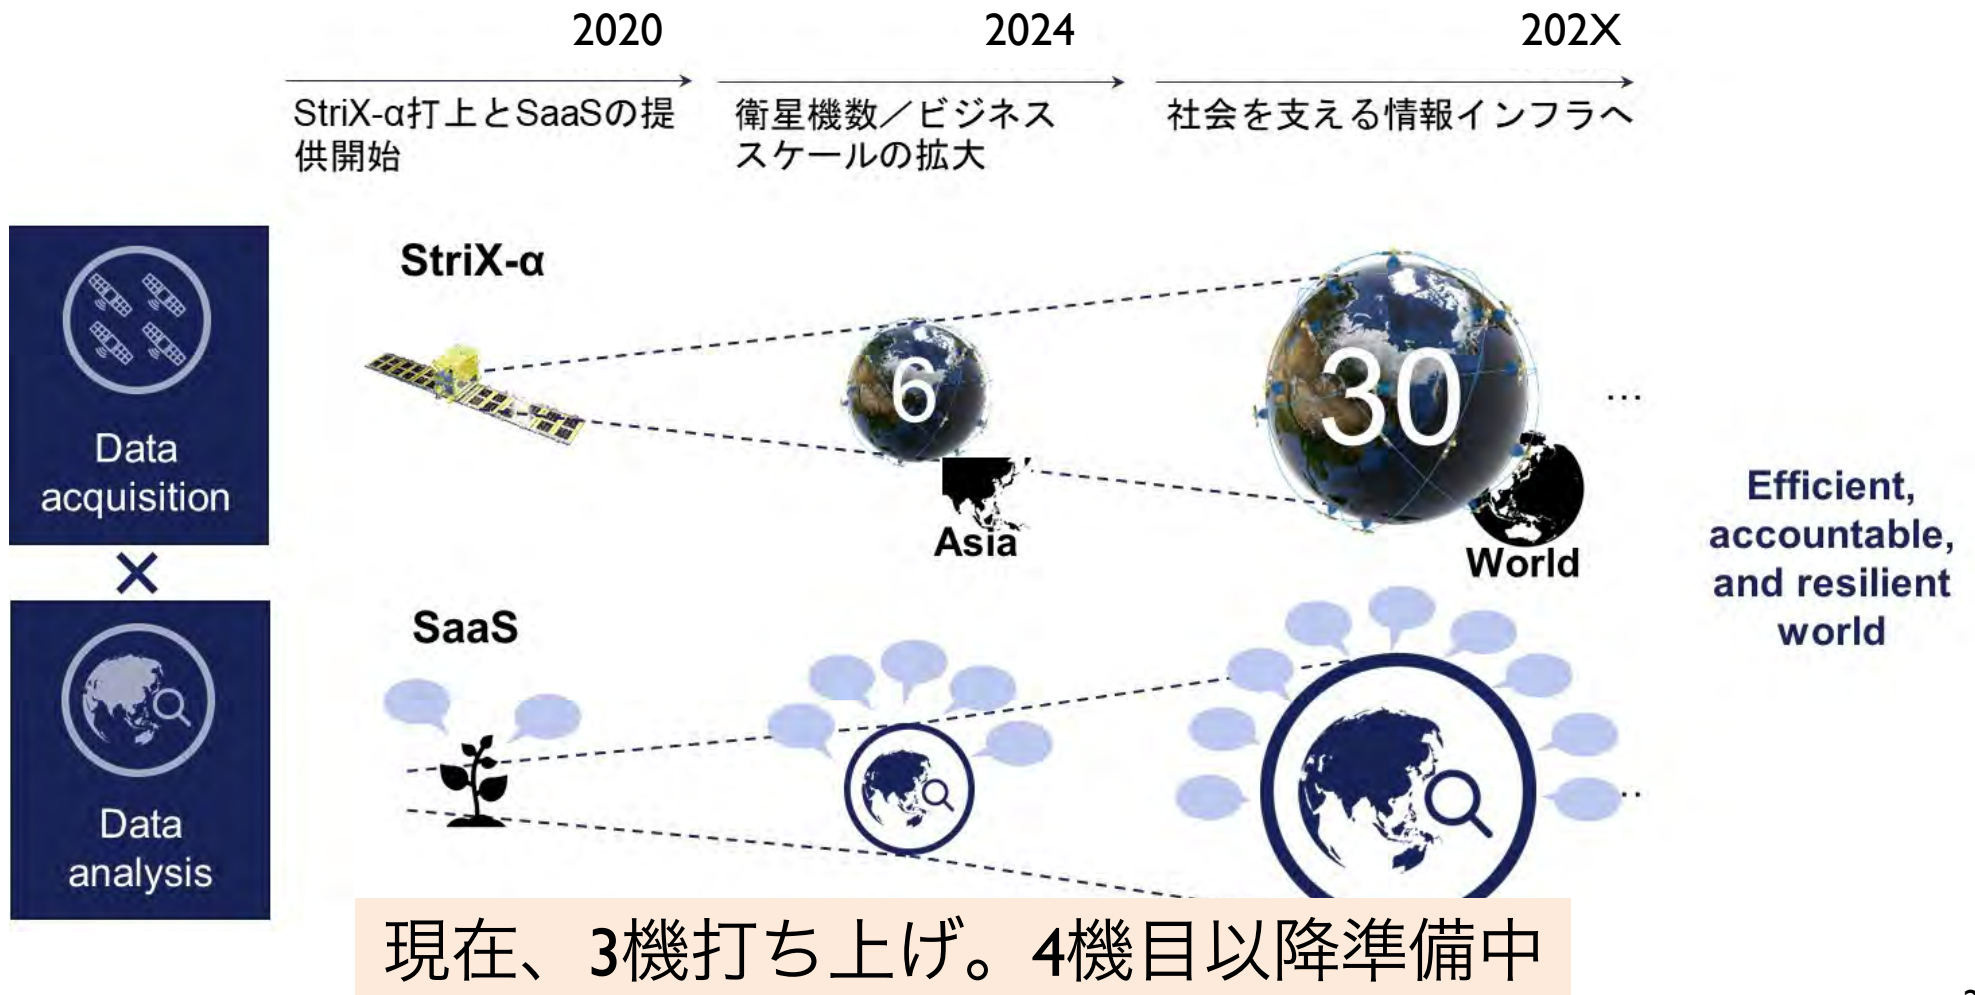 2020
2024
202X
StriX-α打上とSaaSの提
供開始
衛星機数／ビジネス
スケールの拡大
社会を支える情報インフラへ
Data
acquisition
×
Data
analysis
StriX-α
6
Asia
30
World
…
SaaS
..
Efficient,
accountable,
and resilient
world
現在、3機打ち上げ。4機目以降準備中